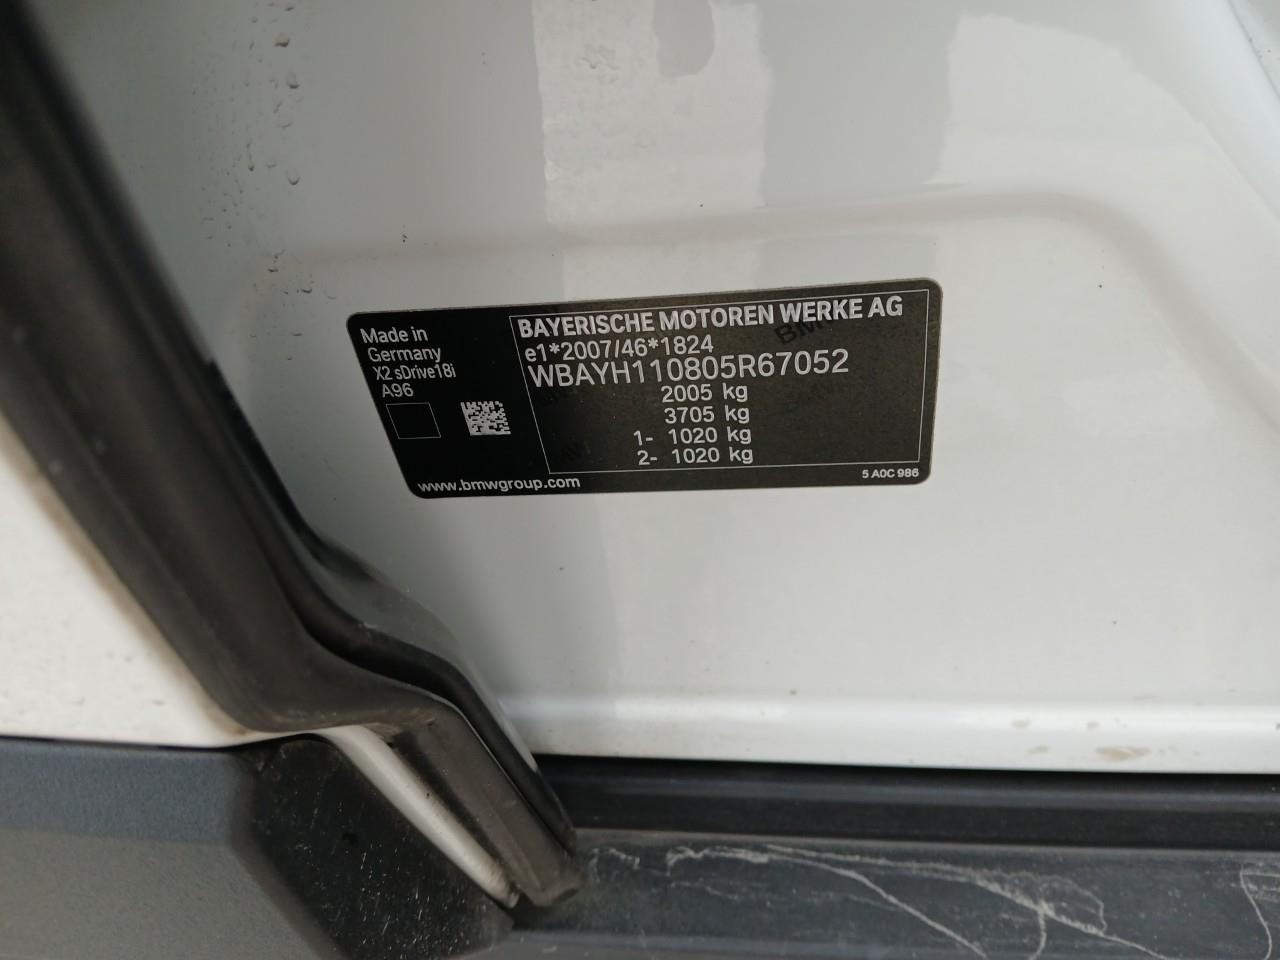 Made in
Germany
X2 sDrive18i
A96
www.bmwgroup.com
BAYERISCHE MOTOREN WERKE AG
e1*2007/46*1824
WBAYH110805R67052
2005 kg
3705 kg
1- 1020 kg
2- 1020 kg
5 A0C 986